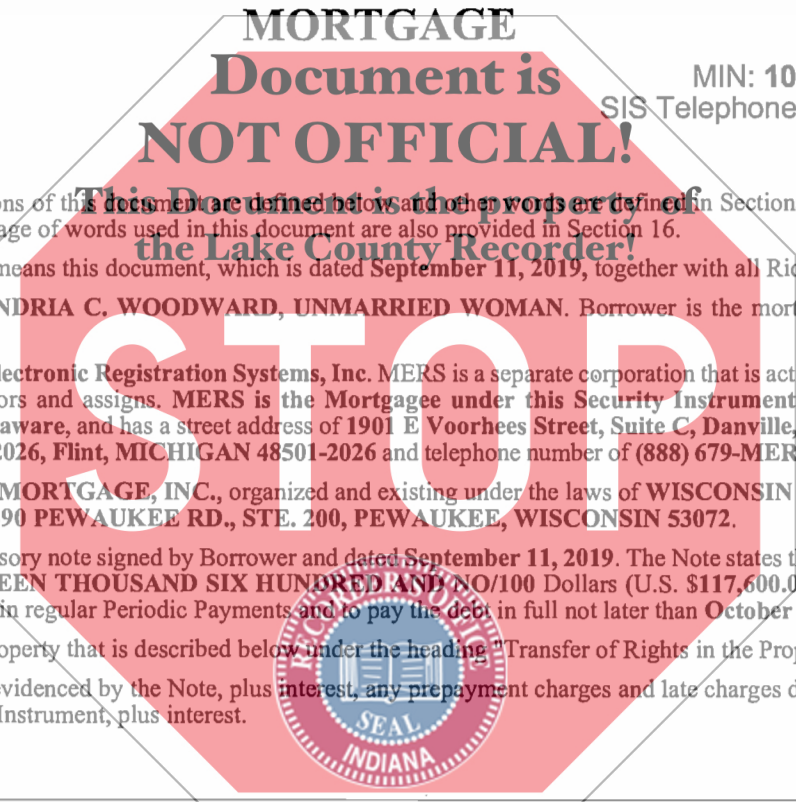 MORTGAGE
Document is
NOT OFFICIAL!
MIN: 10
SIS Telephone
This Document is the property of
the Lake County Recorder!
ns of this document are defined below and other words are defined in Section
age of words used in this document are also provided in Section 16.
means this document, which is dated September 11, 2019, together with all Ric
NDRIA C. WOODWARD, UNMARRIED WOMAN. Borrower is the mort
STOP
lectronic Registration Systems, Inc. MERS is a separate corporation that is act
ors and assigns. MERS is the Mortgagee under this Security Instrument
aware, and has a street address of 1901 E Voorhees Street, Suite C, Danville,
2026, Flint, MICHIGAN 48501-2026 and telephone number of (888) 679-MER
MORTGAGE, INC., organized and existing under the laws of WISCONSIN
90 PEWAUKEE RD., STE. 200, PEWAUKEE, WISCONSIN 53072.
sory note signed by Borrower and dated September 11, 2019. The Note states t
EEN THOUSAND SIX HUNDRED AND NO/100 Dollars (U.S. $117,600.0
in regular Periodic Payments and to pay the debt in full not later than October
operty that is described below under the heading "Transfer of Rights in the Prop
evidenced by the Note, plus interest, any prepayment charges and late charges d
Instrument, plus interest.
SEAL
INDIANA